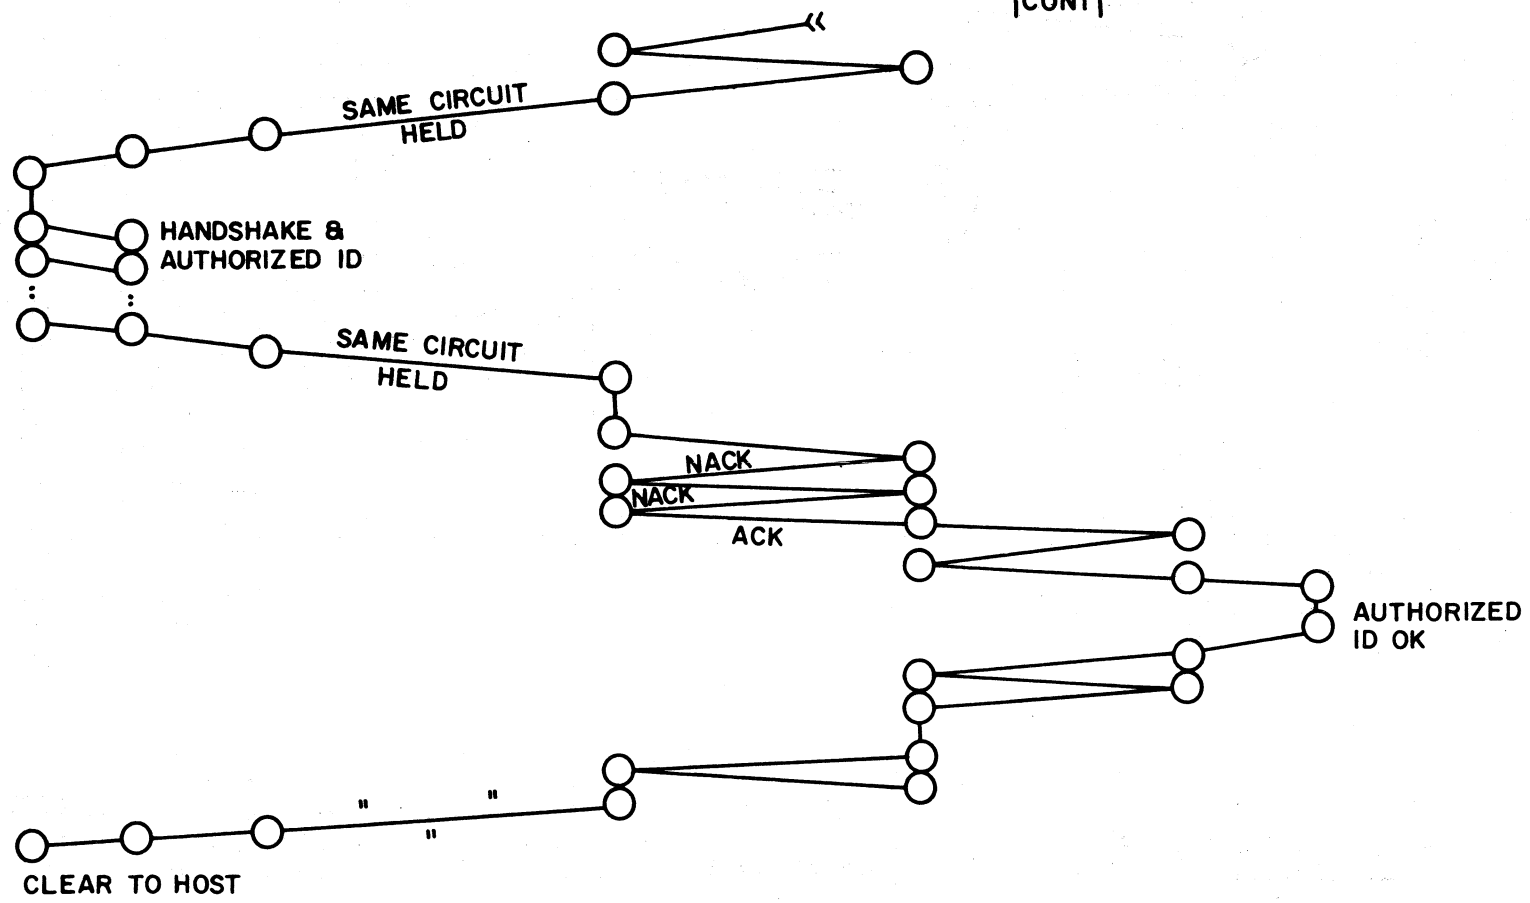 |CONT|
SAME CIRCUIT
HELD
HANDSHAKE &
AUTHORIZED ID
SAME CIRCUIT
HELD
NACK
NACK
ACK
AUTHORIZED
ID OK
" "
"
CLEAR TO HOST